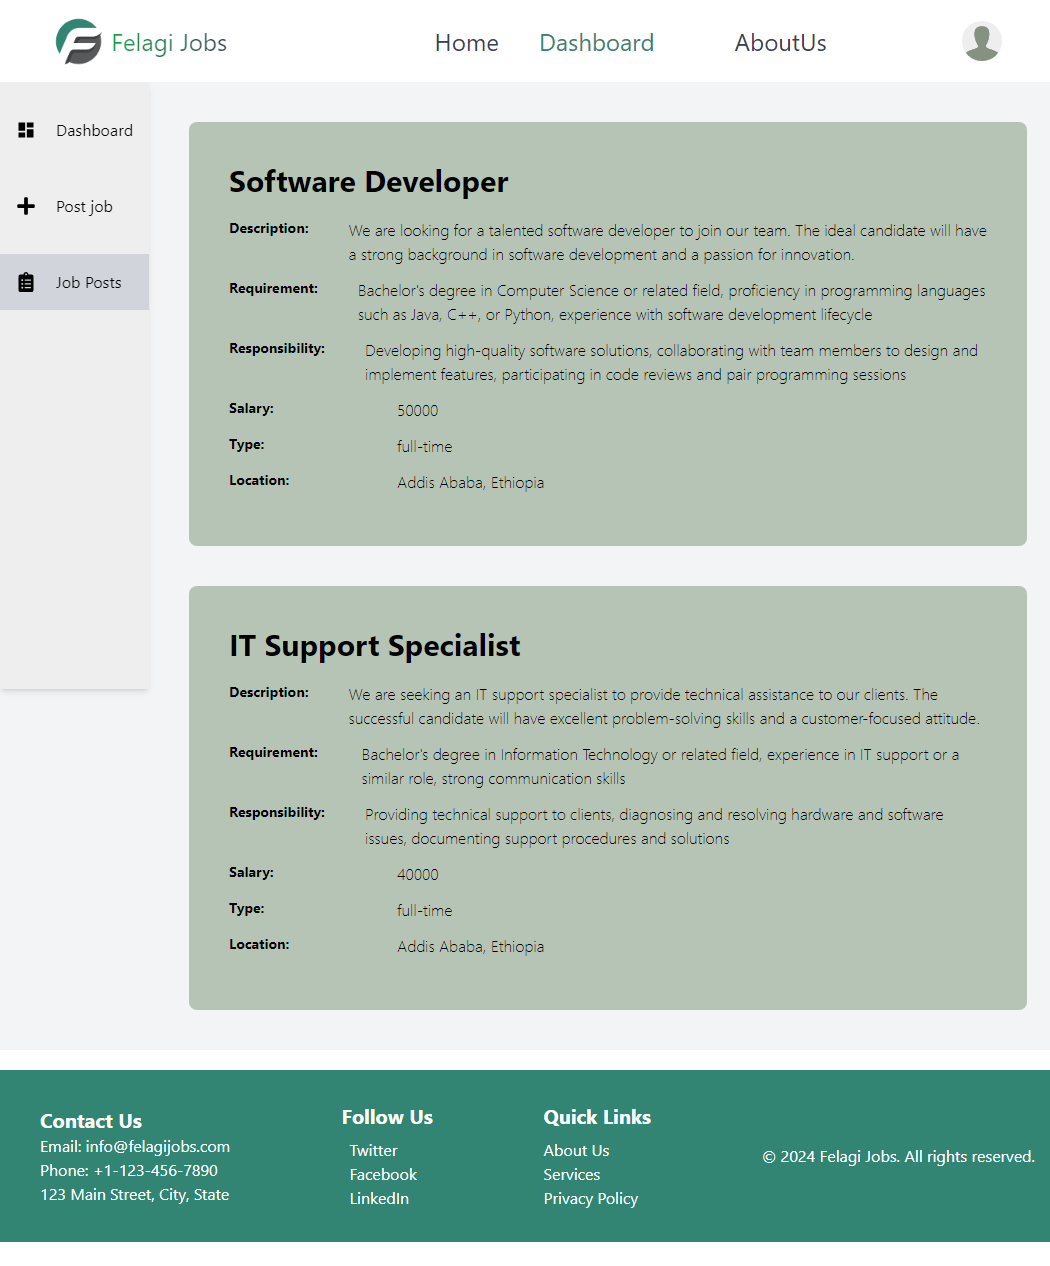 Felagi Jobs
Home
Dashboard
AboutUs
Dashboard
Post job
Job Posts
Software Developer
Description: We are looking for a talented software developer to join our team. The ideal candidate will have
a strong background in software development and a passion for innovation.
Requirement: Bachelor's degree in Computer Science or related field, proficiency in programming languages
such as Java, C++, or Python, experience with software development lifecycle
Responsibility: Developing high-quality software solutions, collaborating with team members to design and
implement features, participating in code reviews and pair programming sessions
Salary: 50000
Type: full-time
Location: Addis Ababa, Ethiopia
IT Support Specialist
Description: We are seeking an IT support specialist to provide technical assistance to our clients. The
successful candidate will have excellent problem-solving skills and a customer-focused attitude.
Requirement: Bachelor's degree in Information Technology or related field, experience in IT support or a
similar role, strong communication skills
Responsibility: Providing technical support to clients, diagnosing and resolving hardware and software
issues, documenting support procedures and solutions
Salary: 40000
Type: full-time
Location: Addis Ababa, Ethiopia
Contact Us
Email: info@felagijobs.com
Phone: +1-123-456-7890
123 Main Street, City, State
Follow Us
Twitter
Facebook
LinkedIn
Quick Links
About Us
Services
Privacy Policy
© 2024 Felagi Jobs. All rights reserved.